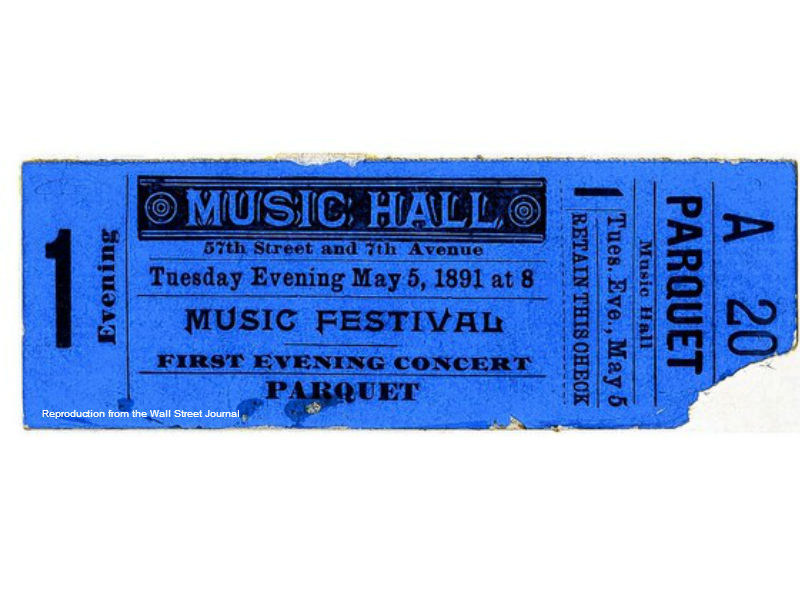 1
Evening
MUSIC HALL
57th Street and 7th Avenue
Tuesday Evening May 5, 1891 at 8
MUSIC FESTIVAL
FIRST EVENING CONCERT
PARQUET
Reproduction from the Wall Street Journal
1
RETAIN THIS CHECK
Tues. Eve., May 5
Music Hall
PARQUET
A 20